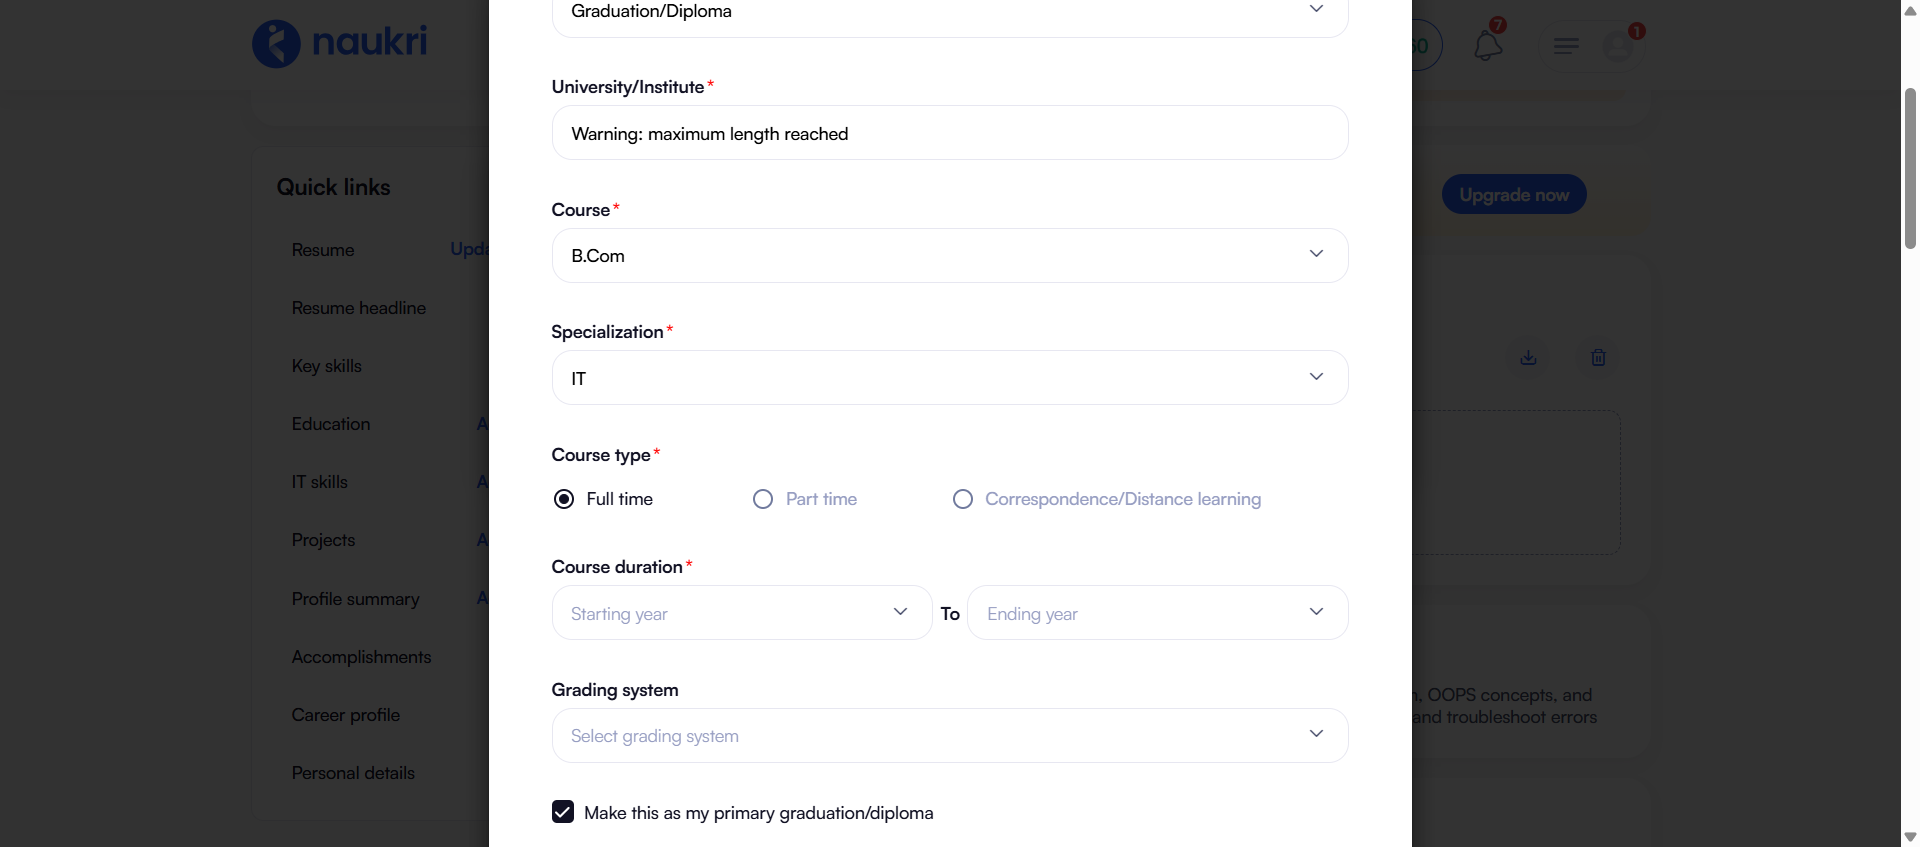 Graduation/Diploma
naukri
60
7
1
University/Institute*
Warning: maximum length reached
Quick links
Upgrade now
Course*
B.Com
Resume
Resume headline
Specialization*
IT
Key skills
Education
A
Course type*
Full time
Part time
Correspondence/Distance learning
IT skills
A
Projects
A
Course duration*
Starting year
To
Ending year
Profile summary
A
Accomplishments
Grading system
Select grading system
OOPS concepts, and
and troubleshoot errors
Career profile
Personal details
Make this as my primary graduation/diploma